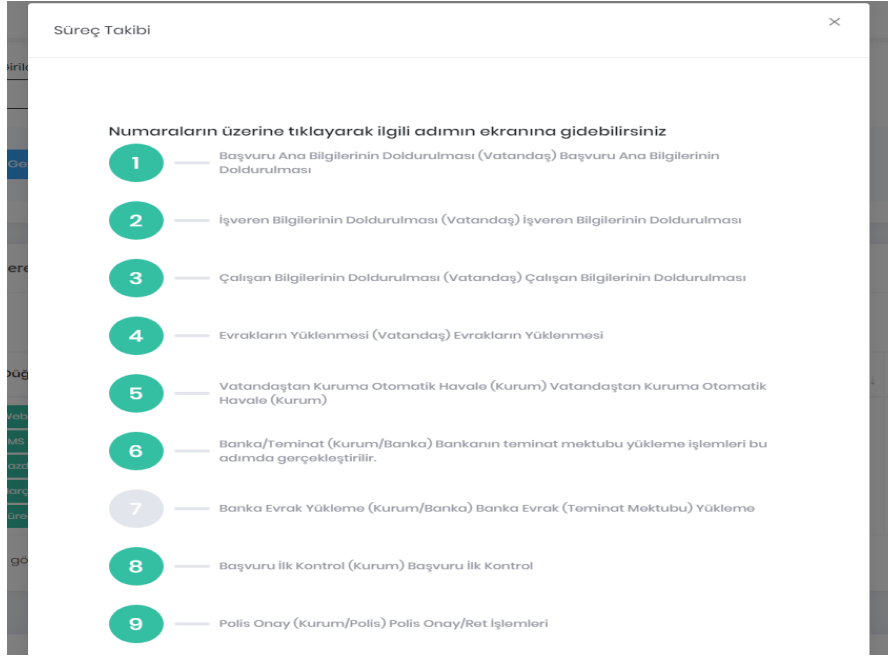 Süreç Takibi
×
Numaraların üzerine tıklayarak ilgili adımın ekranına gidebilirsiniz
1 Başvuru Ana Bilgilerinin Doldurulması (Vatandaş) Başvuru Ana Bilgilerinin
Doldurulması
2 İşveren Bilgilerinin Doldurulması (Vatandaş) İşveren Bilgilerinin Doldurulması
3 Çalışan Bilgilerinin Doldurulması (Vatandaş) Çalışan Bilgilerinin Doldurulması
4 Evrakların Yüklenmesi (Vatandaş) Evrakların Yüklenmesi
5 Vatandaştan Kuruma Otomatik Havale (Kurum) Vatandaştan Kuruma Otomatik
Havale (Kurum)
6 Banka/Teminat (Kurum/Banka) Bankanın teminat mektubu yükleme işlemleri bu
adımda gerçekleştirilir.
7 Banka Evrak Yükleme (Kurum/Banka) Banka Evrak (Teminat Mektubu) Yükleme
8 Başvuru İlk Kontrol (Kurum) Başvuru İlk Kontrol
9 Polis Onay (Kurum/Polis) Polis Onay/Ret İşlemleri